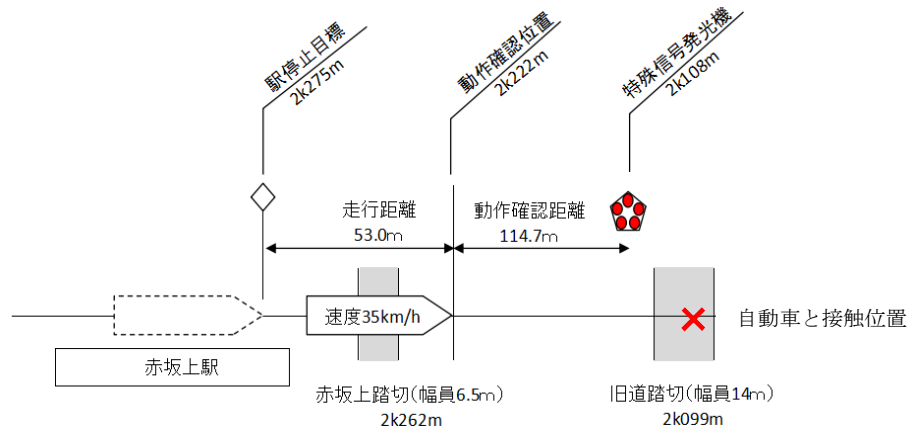 駅停止目標
2k275m
動作確認位置
2k222m
特殊信号発光機
2k108m
走行距離
53.0m
動作確認距離
114.7m
速度35km/h
自動車と接触位置
赤坂上駅
赤坂上踏切(幅員6.5m)
2k262m
旧道踏切(幅員14m)
2k099m